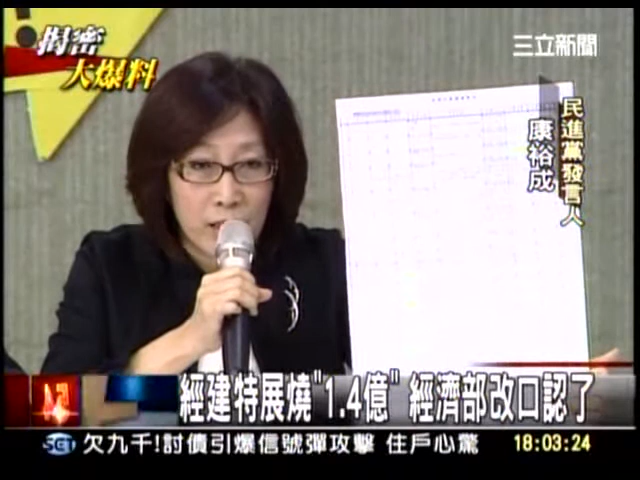 揭密
大爆料
三立新聞
民進黨發言人
康裕成
經建特展燒"1.4億" 經濟部改口認了
SET 欠九千!討債引爆信號彈攻擊 住戶心驚 18:03:24